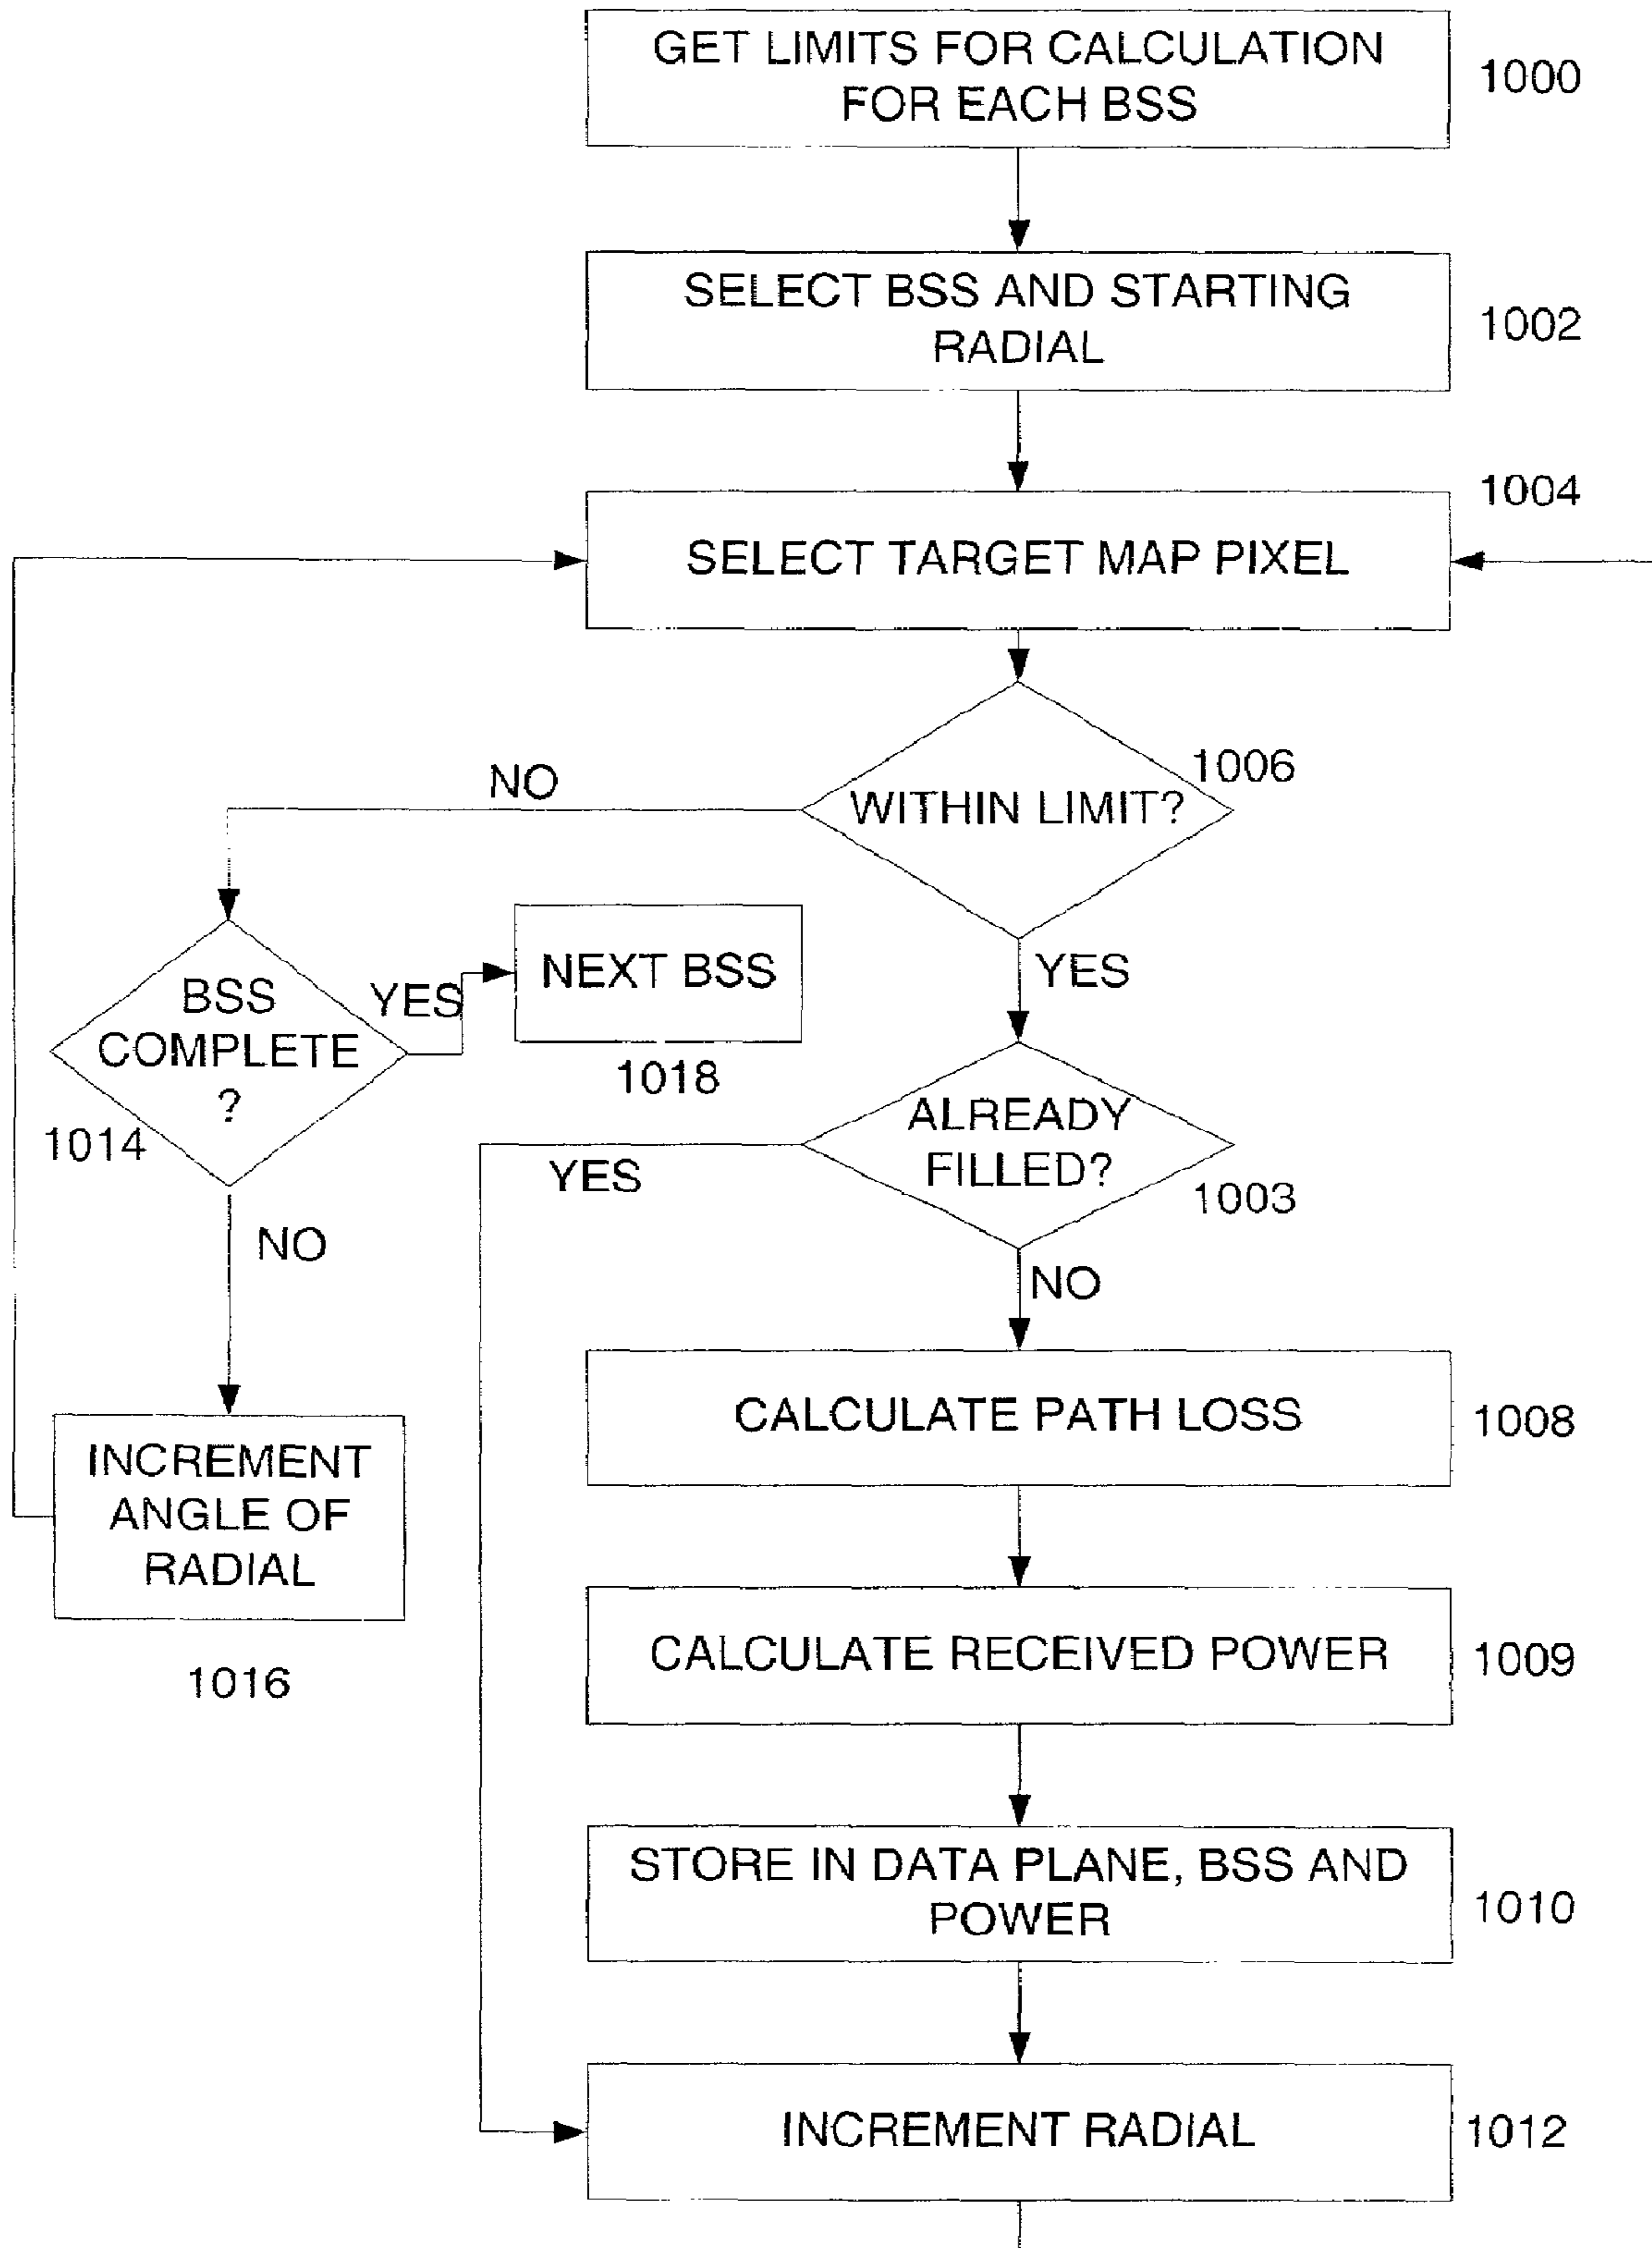 GET LIMITS FOR CALCULATION
FOR EACH BSS
1000
SELECT BSS AND STARTING
RADIAL
1002
1004
SELECT TARGET MAP PIXEL
1006
WITHIN LIMIT?
NO
YES
BSS
COMPLETE
?
1014
YES
NEXT BSS
1018
NO
ALREADY
FILLED?
1003
YES
NO
INCREMENT
ANGLE OF
RADIAL
1016
CALCULATE PATH LOSS
1008
CALCULATE RECEIVED POWER
1009
STORE IN DATA PLANE, BSS AND
POWER
1010
INCREMENT RADIAL
1012